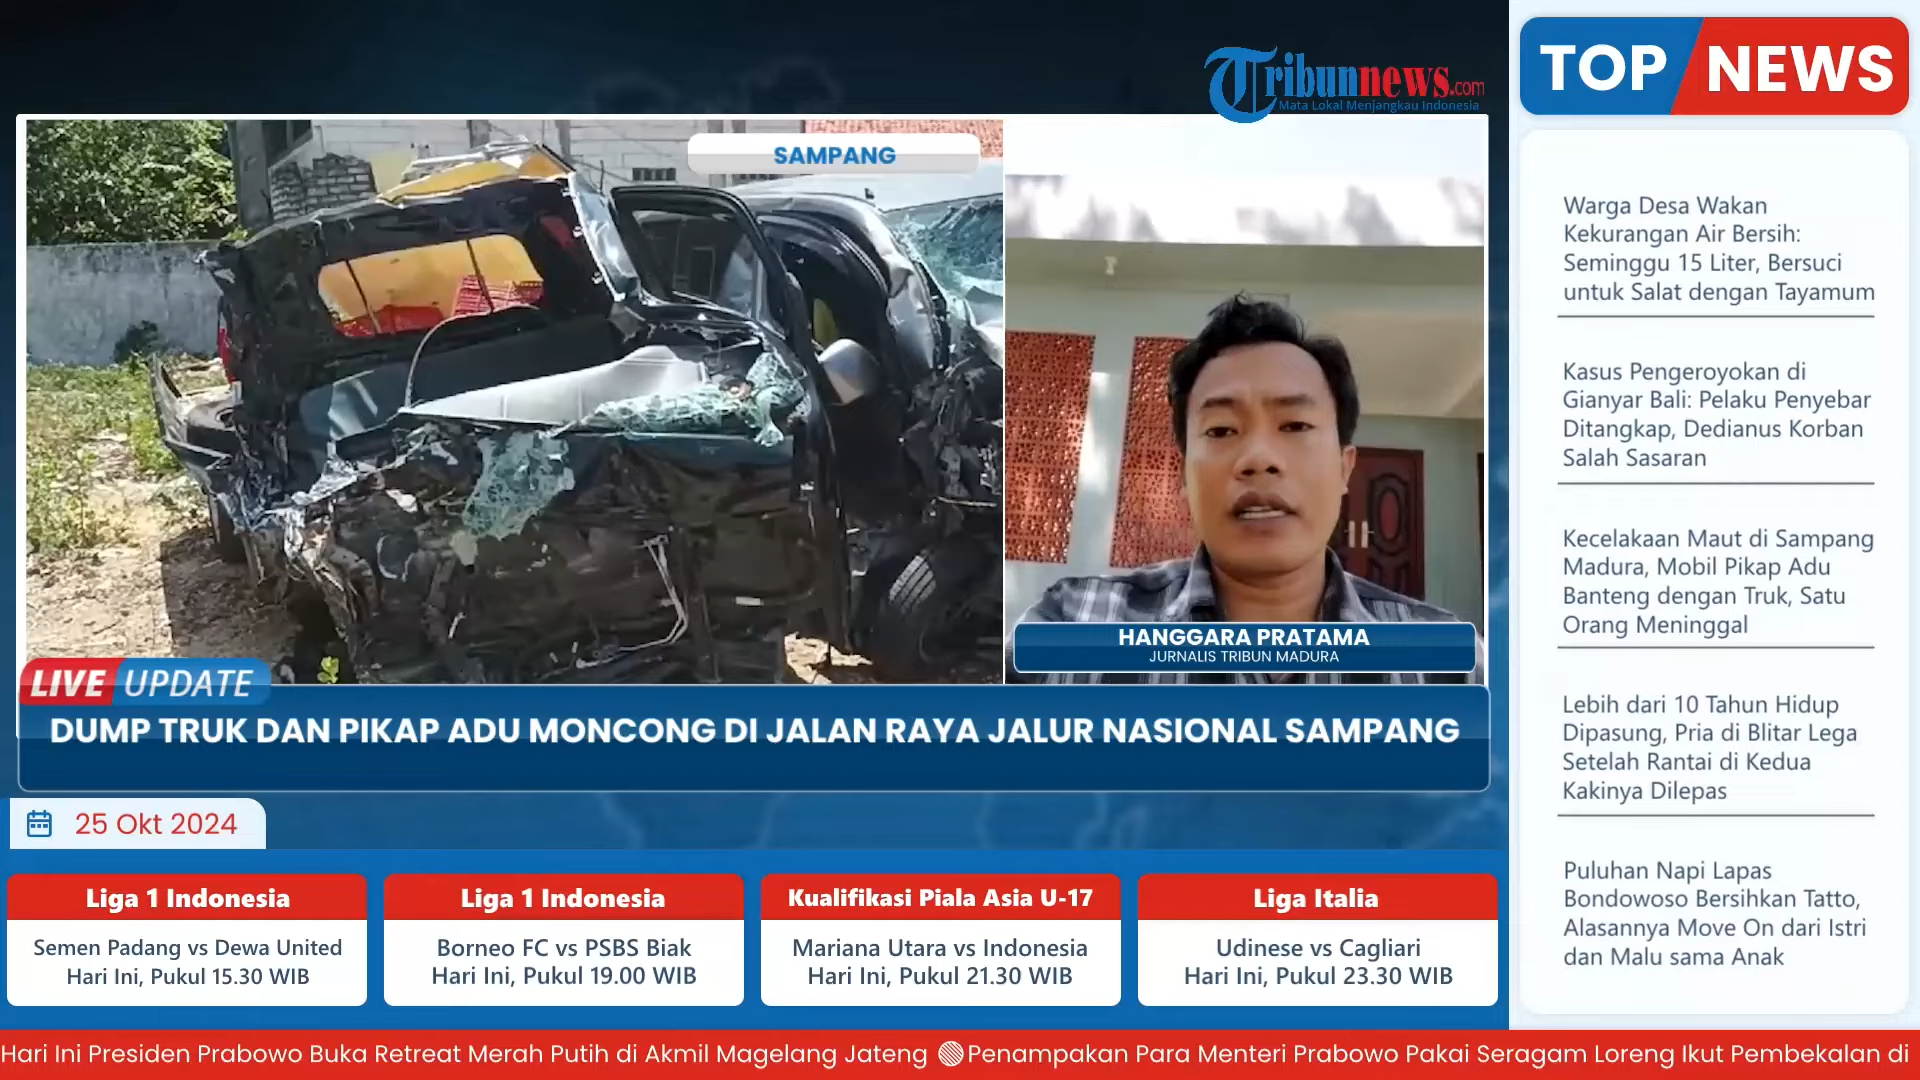 Tribunnews.com
Mata Lokal Menjangkau Indonesia
TOP NEWS
SAMPANG
HANGGARA PRATAMA
JURNALIS TRIBUN MADURA
LIVE UPDATE
DUMP TRUK DAN PIKAP ADU MONCONG DI JALAN RAYA JALUR NASIONAL SAMPANG
25 Okt 2024
Warga Desa Wakan
Kekurangan Air Bersih:
Seminggu 15 Liter, Bersuci
untuk Salat dengan Tayamum
Kasus Pengeroyokan di
Gianyar Bali: Pelaku Penyebar
Ditangkap, Dedianus Korban
Salah Sasaran
Kecelakaan Maut di Sampang
Madura, Mobil Pikap Adu
Banteng dengan Truk, Satu
Orang Meninggal
Lebih dari 10 Tahun Hidup
Dipasung, Pria di Blitar Lega
Setelah Rantai di Kedua
Kakinya Dilepas
Puluhan Napi Lapas
Bondowoso Bersihkan Tatto,
Alasannya Move On dari Istri
dan Malu sama Anak
Liga 1 Indonesia
Semen Padang vs Dewa United
Hari Ini, Pukul 15.30 WIB
Liga 1 Indonesia
Borneo FC vs PSBS Biak
Hari Ini, Pukul 19.00 WIB
Kualifikasi Piala Asia U-17
Mariana Utara vs Indonesia
Hari Ini, Pukul 21.30 WIB
Liga Italia
Udinese vs Cagliari
Hari Ini, Pukul 23.30 WIB
Hari Ini Presiden Prabowo Buka Retreat Merah Putih di Akmil Magelang Jateng Penampakan Para Menteri Prabowo Pakai Seragam Loreng Ikut Pembekalan di